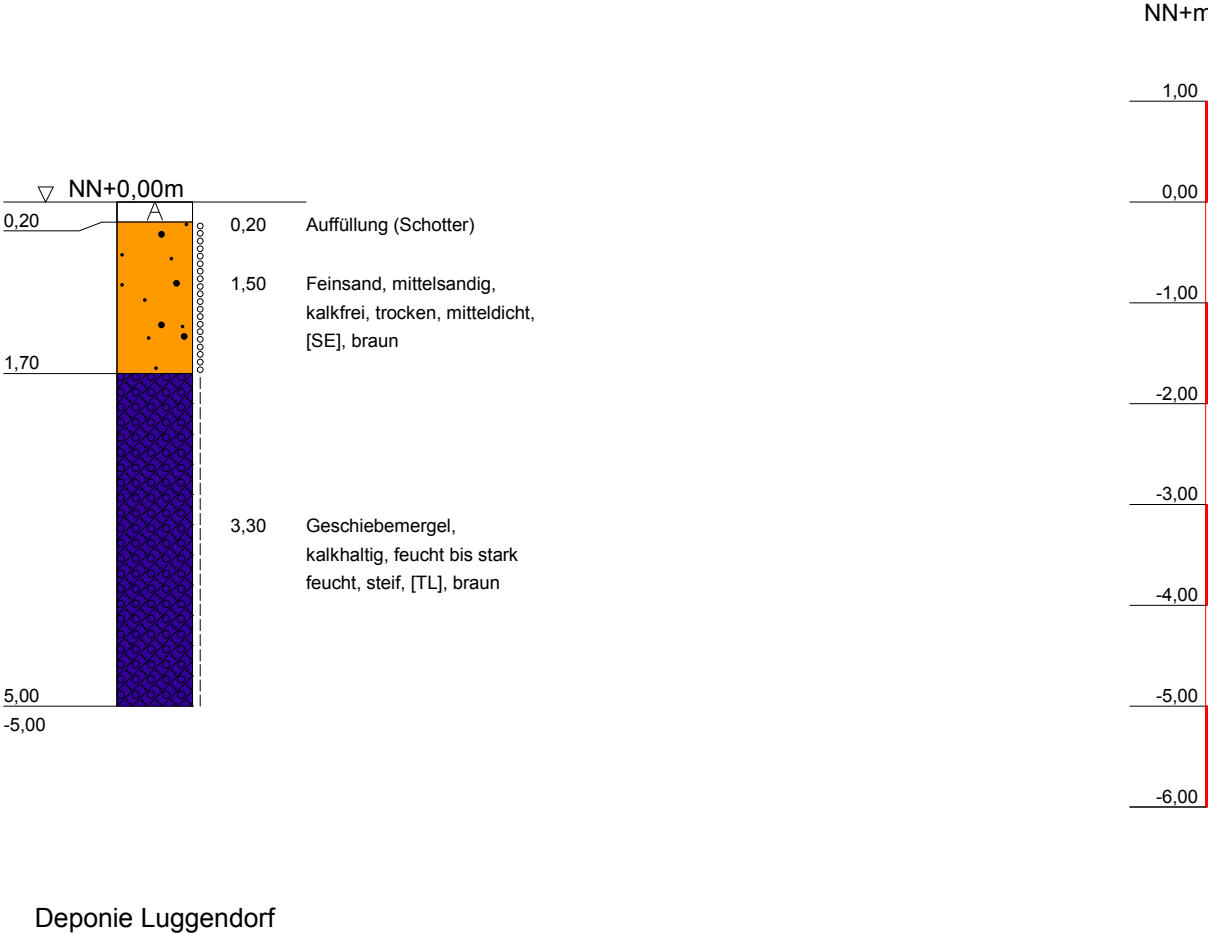 NN+m
1,00
NN+0,00m
0,00
0,20
A
0,20 Auffüllung (Schotter)
1,50 Feinsand, mittelsandig,
kalkfrei, trocken, mitteldicht,
[SE], braun
-1,00
1,70
-2,00
-3,00
3,30 Geschiebemergel,
kalkhaltig, feucht bis stark
feucht, steif, [TL], braun
-4,00
5,00
-5,00
-5,00
-6,00
Deponie Luggendorf